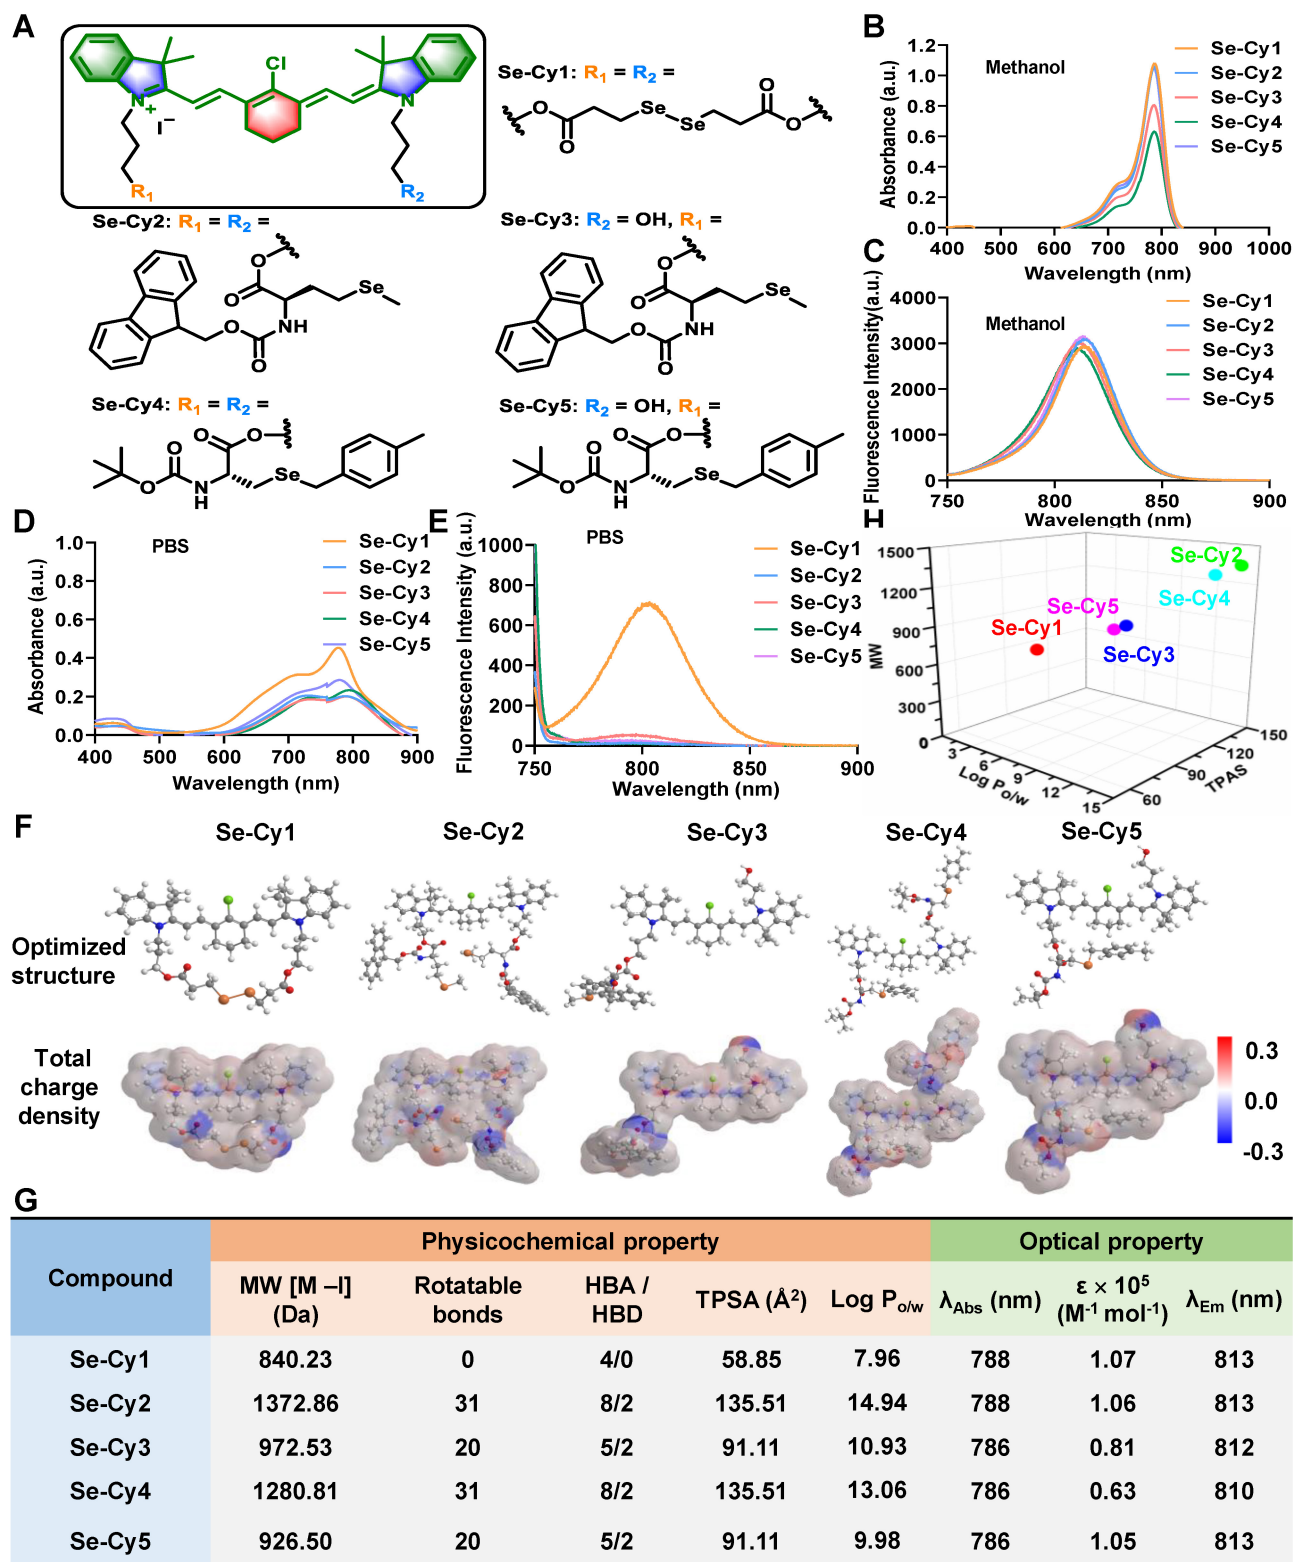 A
Cl
N
+
I−
N
R1
R2
Se-Cy1: R1 = R2 =
O
O
Se
Se
O
O
Se-Cy2: R1 = R2 =
O
O
Se
O
NH
O
Se-Cy3: R2 = OH, R1 =
O
O
Se
O
NH
O
Se-Cy4: R1 = R2 =
O
O
O
O
N
H
Se
Se-Cy5: R2 = OH, R1 =
O
O
O
O
N
H
Se
B
Absorbance (a.u.)
1.2
1.0
0.8
0.6
0.4
0.2
0.0
Methanol
Se-Cy1
Se-Cy2
Se-Cy3
Se-Cy4
Se-Cy5
400 500 600 700 800 900 1000
Wavelength (nm)
C
Fluorescence Intensity(a.u.)
4000
3000
2000
1000
0
Methanol
Se-Cy1
Se-Cy2
Se-Cy3
Se-Cy4
Se-Cy5
750 800 850 900
Wavelength (nm)
D
Absorbance (a.u.)
1.0
0.8
0.6
0.4
0.2
0.0
PBS
Se-Cy1
Se-Cy2
Se-Cy3
Se-Cy4
Se-Cy5
400 500 600 700 800 900
Wavelength (nm)
E
Fluorescence Intensity (a.u.)
1000
800
600
400
200
0
PBS
Se-Cy1
Se-Cy2
Se-Cy3
Se-Cy4
Se-Cy5
750 800 850 900
Wavelength (nm)
H
MW
1500
1200
900
600
300
0
Se-Cy2
Se-Cy4
Se-Cy5
Se-Cy1
Se-Cy3
3 6 9 12 15
Log Po/w
60 90 120 150
TPAS
F
Se-Cy1 Se-Cy2 Se-Cy3 Se-Cy4 Se-Cy5
Optimized
structure
Total
charge
density
0.3
0.0
-0.3
G
Compound Physicochemical property Optical property
MW [M –I] (Da) Rotatable bonds HBA / HBD TPSA (Å2) Log Po/w λAbs (nm) ε × 10⁵ (M-1 mol-1) λEm (nm)
Se-Cy1 840.23 0 4/0 58.85 7.96 788 1.07 813
Se-Cy2 1372.86 31 8/2 135.51 14.94 788 1.06 813
Se-Cy3 972.53 20 5/2 91.11 10.93 786 0.81 812
Se-Cy4 1280.81 31 8/2 135.51 13.06 786 0.63 810
Se-Cy5 926.50 20 5/2 91.11 9.98 786 1.05 813